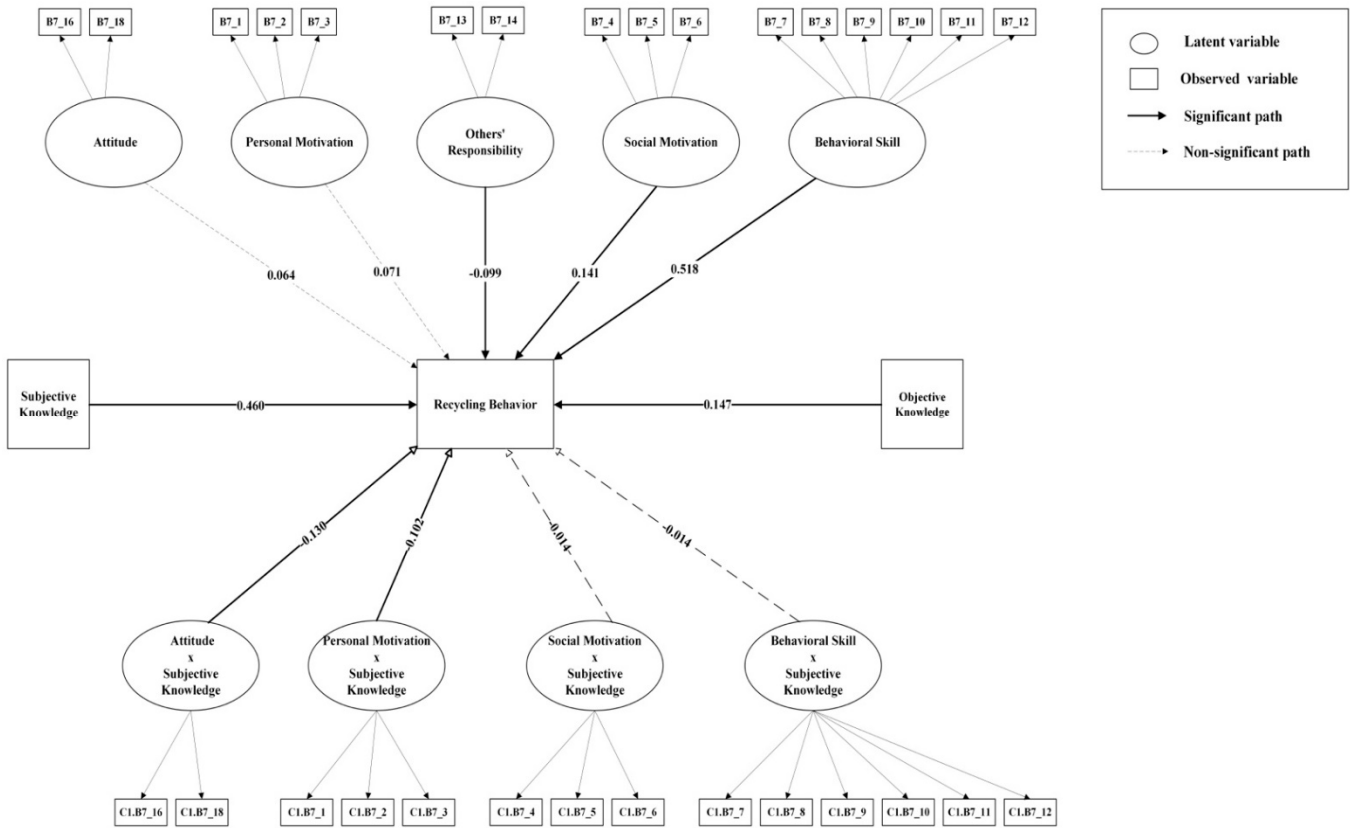 B7_16 B7_18 B7_1 B7_2 B7_3 B7_13 B7_14 B7_4 B7_5 B7_6 B7_7 B7_8 B7_9 B7_10 B7_11 B7_12
Attitude
Personal Motivation
Others'
Responsibility
Social Motivation
Behavioral Skill
Latent variable
Observed variable
Significant path
Non-significant path
0.064
0.071
-0.099
0.141
0.518
Subjective
Knowledge
0.460
Recycling Behavior
0.147
Objective
Knowledge
-0.130
0.102
-0.014
-0.014
Attitude
x
Subjective
Knowledge
Personal Motivation
x
Subjective
Knowledge
Social Motivation
x
Subjective
Knowledge
Behavioral Skill
x
Subjective
Knowledge
C1.B7_16 C1.B7_18 C1.B7_1 C1.B7_2 C1.B7_3 C1.B7_4 C1.B7_5 C1.B7_6 C1.B7_7 C1.B7_8 C1.B7_9 C1.B7_10 C1.B7_11 C1.B7_12